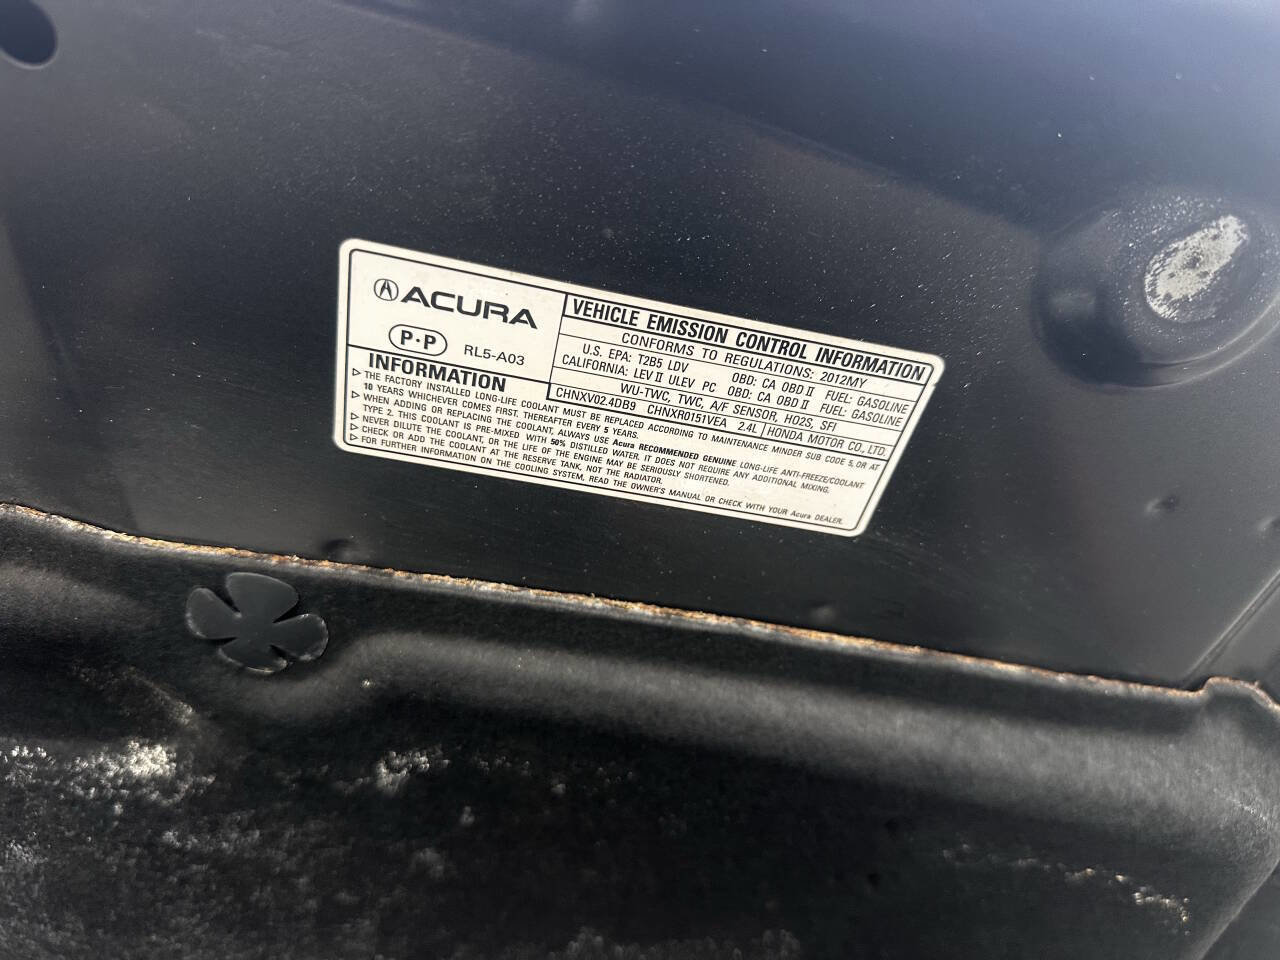 ACURA
P·P RL5-A03
VEHICLE EMISSION CONTROL INFORMATION
CONFORMS TO REGULATIONS: 2012MY
U.S. EPA: T2B5 LDV OBD: CA OBD II FUEL: GASOLINE
CALIFORNIA: LEV II ULEV PC OBD: CA OBD II FUEL: GASOLINE
WU-TWC, TWC, A/F SENSOR, HO2S, SFI
CHNXV02.4DB9 CHNXR0151VEA 2.4L HONDA MOTOR CO., LTD.
INFORMATION
▷ THE FACTORY INSTALLED LONG-LIFE COOLANT MUST BE REPLACED ACCORDING TO MAINTENANCE MINDER SUB CODE 5, OR AT
10 YEARS WHICHEVER COMES FIRST. THEREAFTER EVERY 5 YEARS.
▷ WHEN ADDING OR REPLACING THE COOLANT, ALWAYS USE Acura RECOMMENDED GENUINE LONG-LIFE ANTI-FREEZE/COOLANT
TYPE 2. THIS COOLANT IS PRE-MIXED WITH 50% DISTILLED WATER. IT DOES NOT REQUIRE ANY ADDITIONAL MIXING.
▷ NEVER DILUTE THE COOLANT, OR THE LIFE OF THE ENGINE MAY BE SERIOUSLY SHORTENED.
▷ CHECK OR ADD THE COOLANT AT THE RESERVE TANK, NOT THE RADIATOR.
▷ FOR FURTHER INFORMATION ON THE COOLING SYSTEM, READ THE OWNER'S MANUAL OR CHECK WITH YOUR Acura DEALER.